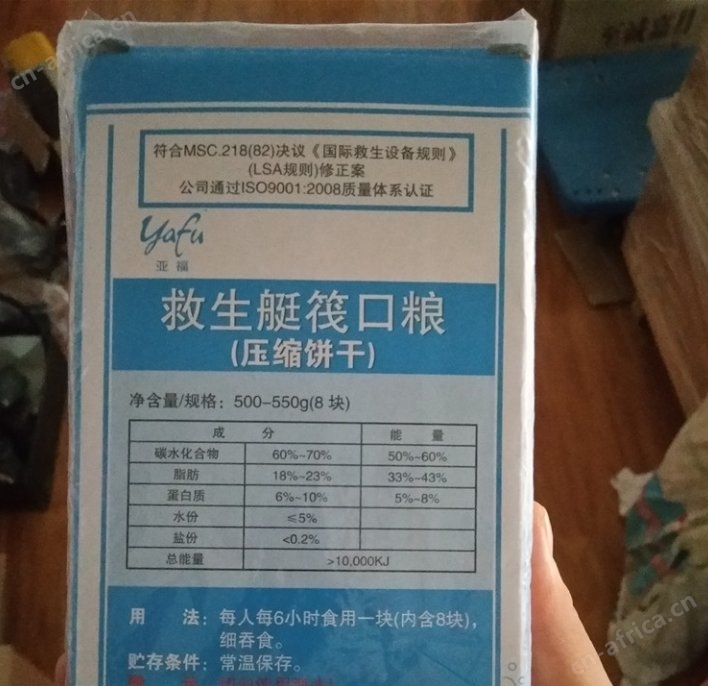 符合MSC.218(82)决议《国际救生设备规则》
(LSA规则)修正案
公司通过ISO9001:2008质量体系认证
yafu
亚福
救生艇筏口粮
(压缩饼干)
净含量/规格：500-550g(8块)
成 分 能 量
碳水化合物 60%~70% 50%~60%
脂肪 18%~23% 33%~43%
蛋白质 6%~10% 5%~8%
水份 ≤5%
盐份 <0.2%
总能量 >10,000KJ
用 法：每人每6小时食用一块(内含8块)，
细吞食。
贮存条件：常温保存。
cn-africa.cn
cn-africa.cn